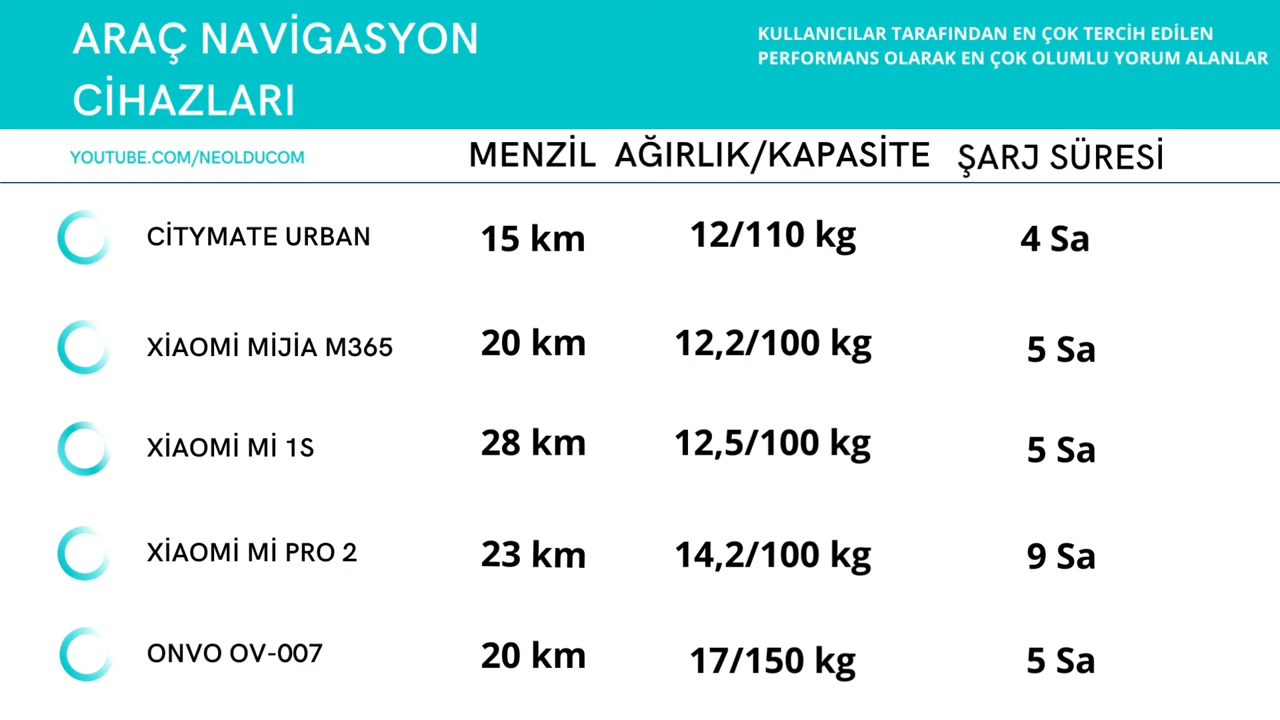 ARAÇ NAVİGASYON
CİHAZLARI
KULLANICILAR TARAFINDAN EN ÇOK TERCİH EDİLEN
PERFORMANS OLARAK EN ÇOK OLUMLU YORUM ALANLAR
YOUTUBE.COM/NEOLDUCOM MENZİL AĞIRLIK/KAPASİTE ŞARJ SÜRESİ
CİTYMATE URBAN 15 km 12/110 kg 4 Sa
XİAOMİ MİJİA M365 20 km 12,2/100 kg 5 Sa
XİAOMİ Mİ 1S 28 km 12,5/100 kg 5 Sa
XİAOMİ Mİ PRO 2 23 km 14,2/100 kg 9 Sa
ONVO OV-007 20 km 17/150 kg 5 Sa